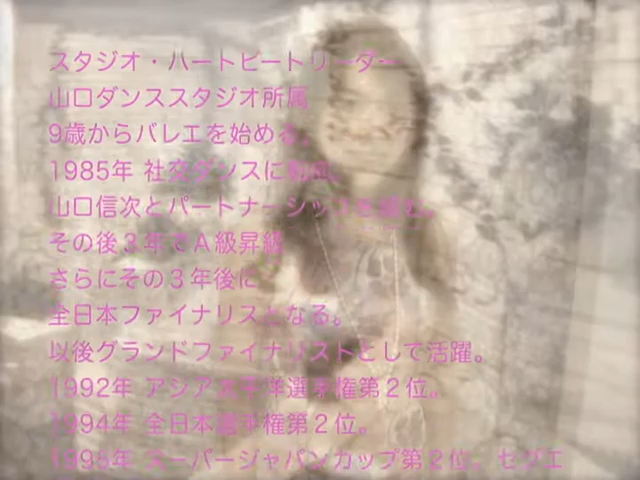 スタジオ・ハートビートリーダー
山口ダンススタジオ所属
9歳からバレエを始める。
1985年 社交ダンスに転向、
山口信次とパートナーシップを組む。
その後３年でＡ級昇級
さらにその３年後に
全日本ファイナリストとなる。
以後グランドファイナリストとして活躍。
1992年 アジア太平洋選手権第２位。
1994年 全日本選手権第２位。
1995年 スーパージャパンカップ第２位。セグエ